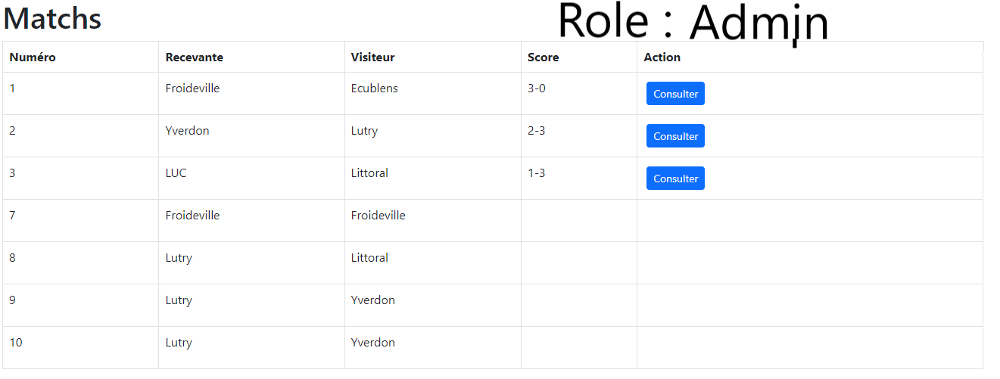 Matchs
Role : Admin
Numéro Recevante Visiteur Score Action
1 Froideville Ecublens 3-0 Consulter
2 Yverdon Lutry 2-3 Consulter
3 LUC Littoral 1-3 Consulter
7 Froideville Froideville
8 Lutry Littoral
9 Lutry Yverdon
10 Lutry Yverdon